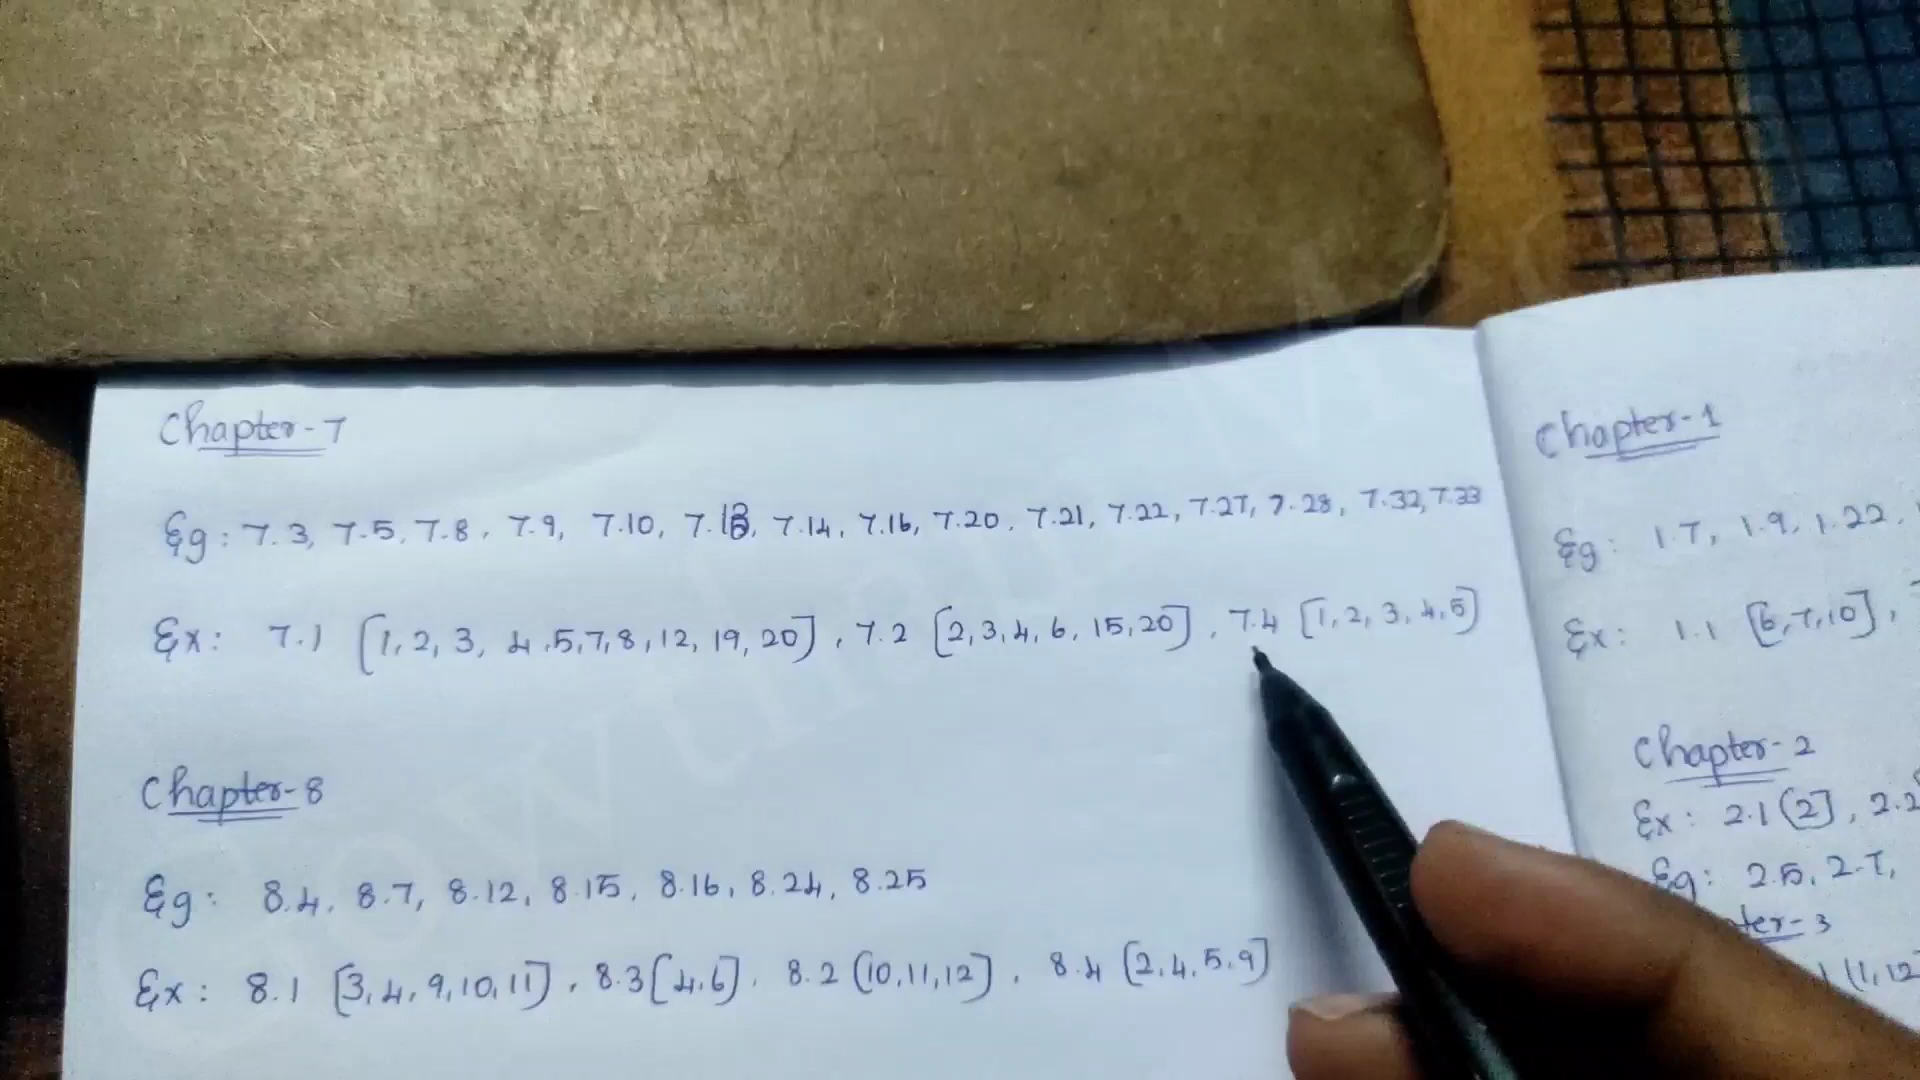 Chapter-7
Eg: 7.3, 7.5, 7.8, 7.9, 7.10, 7.13, 7.14, 7.16, 7.20, 7.21, 7.22, 7.27, 7.28, 7.32, 7.33
Ex: 7.1 [1, 2, 3, 4, 5, 7, 8, 12, 19, 20], 7.2 [2, 3, 4, 6, 15, 20], 7.4 [1, 2, 3, 4, 5]
Chapter-8
Eg: 8.4, 8.7, 8.12, 8.15, 8.16, 8.24, 8.25
Ex: 8.1 [3, 4, 9, 10, 11], 8.3 [4, 6], 8.2 (10, 11, 12], 8.4 (2, 4, 5, 9]
Chapter-1
Eg: 1.7, 1.9, 1.22,
Ex: 1.1 [6, 7, 10],
Chapter-2
Ex: 2.1 (2], 2.2
Eg: 2.5, 2.7,
ter-3
(1, 12